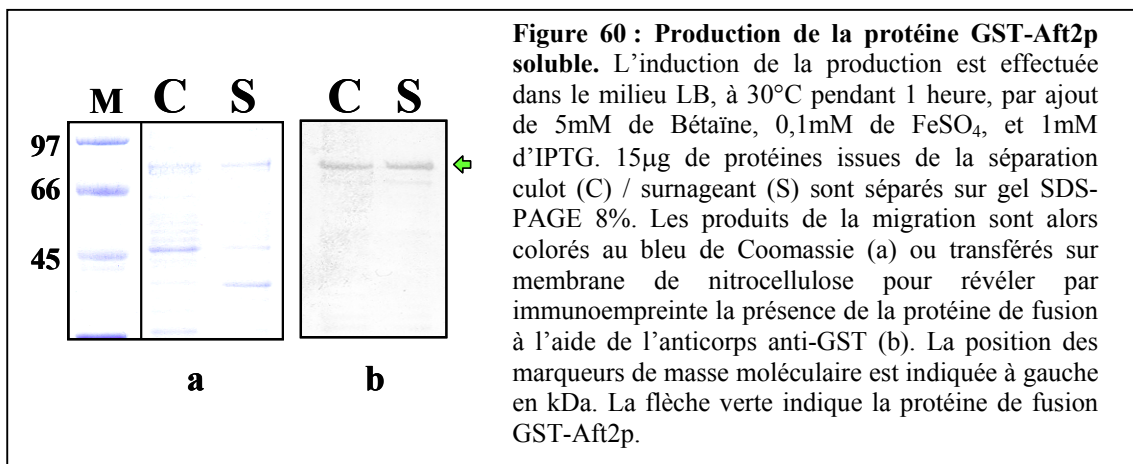 M C S C S
97
66
45
a b
Figure 60 : Production de la protéine GST-Aft2p
soluble. L’induction de la production est effectuée
dans le milieu LB, à 30°C pendant 1 heure, par ajout
de 5mM de Bétaïne, 0,1mM de FeSO₄, et 1mM
d’IPTG. 15µg de protéines issues de la séparation
culot (C) / surnageant (S) sont séparés sur gel SDS-
PAGE 8%. Les produits de la migration sont alors
colorés au bleu de Coomassie (a) ou transférés sur
membrane de nitrocellulose pour révéler par
immunoempreinte la présence de la protéine de fusion
à l’aide de l’anticorps anti-GST (b). La position des
marqueurs de masse moléculaire est indiquée à gauche
en kDa. La flèche verte indique la protéine de fusion
GST-Aft2p.